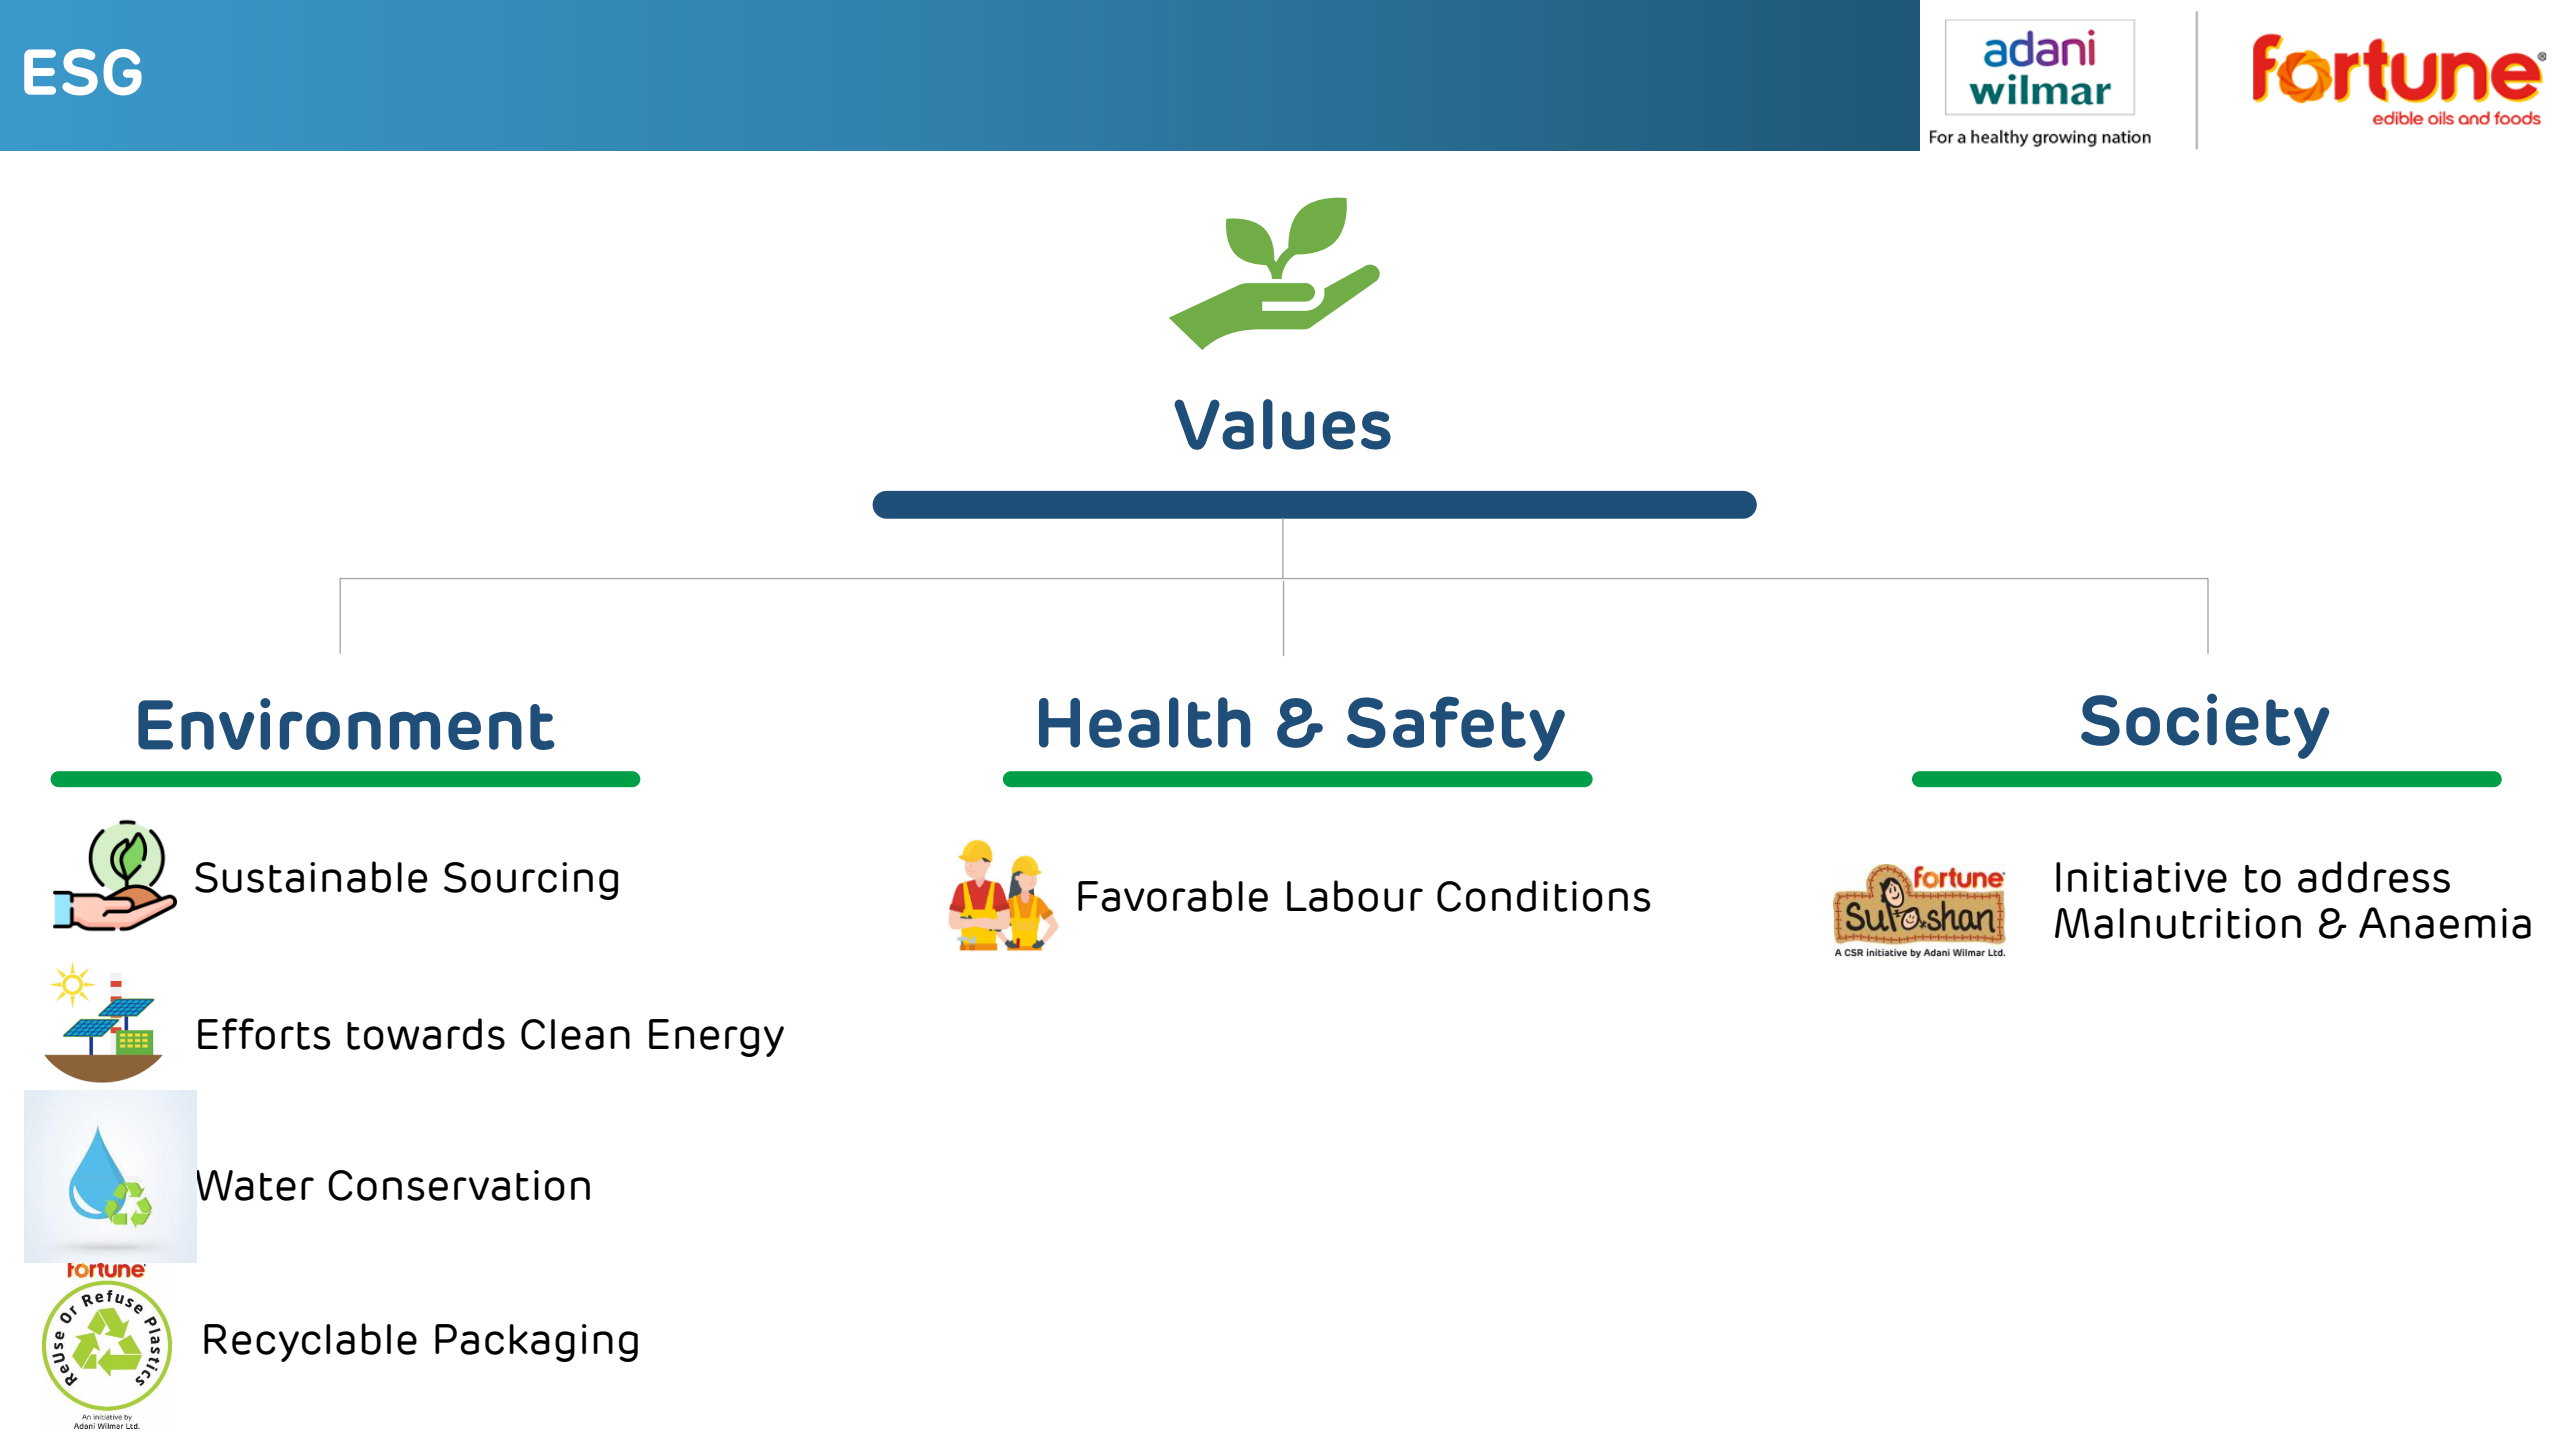 ESG
adani
wilmar
For a healthy growing nation
fortune®
edible oils and foods
Values
Environment
Health & Safety
Society
Sustainable Sourcing
Efforts towards Clean Energy
Water Conservation
fortune
Reuse Or Refuse Plastics
An initiative by
Adani Wilmar Ltd.
Recyclable Packaging
Favorable Labour Conditions
fortune
SuPoshan
A CSR initiative by Adani Wilmar Ltd.
Initiative to address
Malnutrition & Anaemia